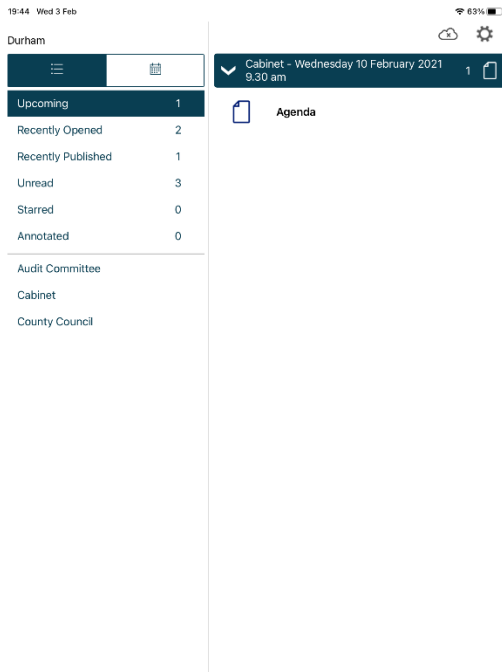 19:44 Wed 3 Feb
63%
Durham
Upcoming 1
Recently Opened 2
Recently Published 1
Unread 3
Starred 0
Annotated 0
Audit Committee
Cabinet
County Council
Cabinet - Wednesday 10 February 2021
9.30 am
1
Agenda